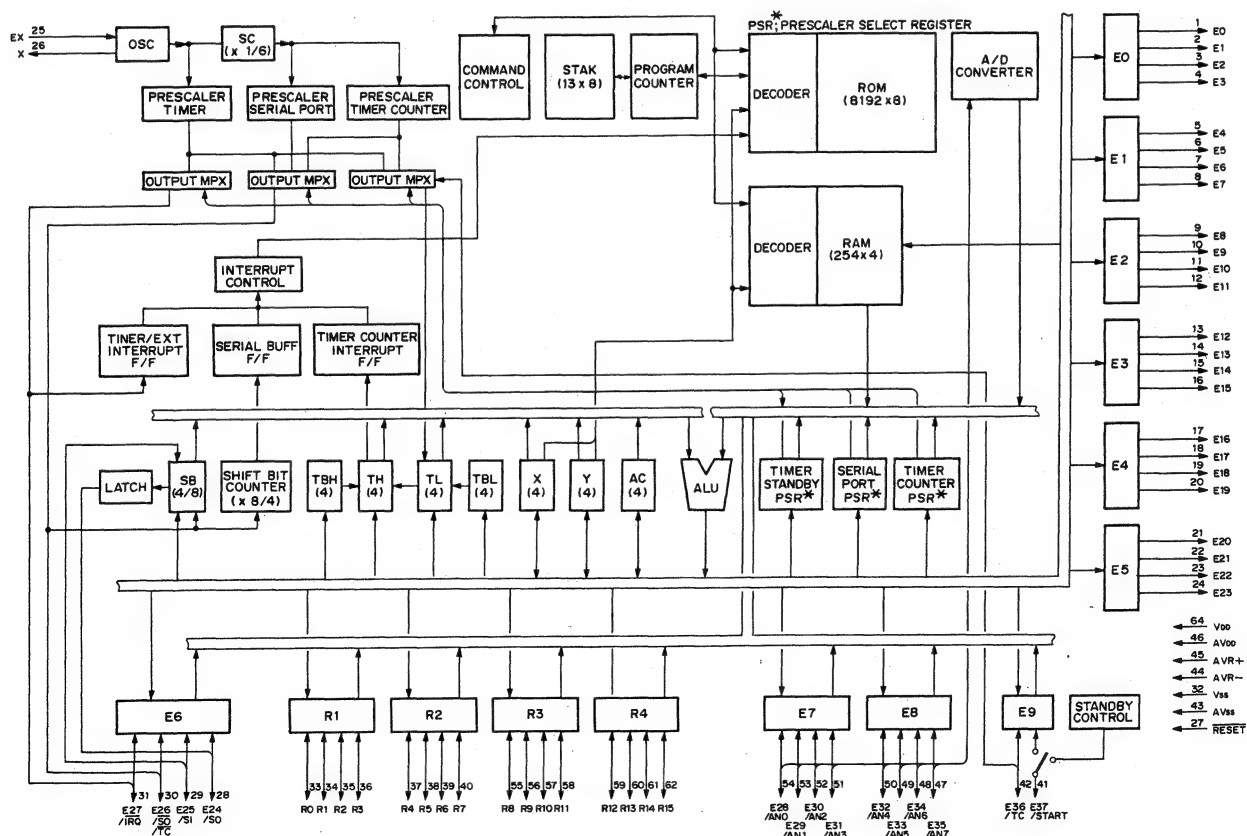 EX 25
X 26
OSC
SC
(x 1/6)
PRESCALER
TIMER
PRESCALER
SERIAL PORT
PRESCALER
TIMER COUNTER
OUTPUT MPX
OUTPUT MPX
OUTPUT MPX
COMMAND
CONTROL
STAK
(13x8)
PROGRAM
COUNTER
PSR*; PRESCALER SELECT REGISTER
DECODER
ROM
(8192x8)
A/D
CONVERTER
DECODER
RAM
(254x4)
INTERRUPT
CONTROL
TINER/EXT
INTERRUPT
F/F
SERIAL BUFF
F/F
TIMER COUNTER
INTERRUPT
F/F
LATCH
SB
(4/8)
SHIFT BIT
COUNTER
(x 8/4)
TBH
(4)
TH
(4)
TL
(4)
TBL
(4)
X
(4)
Y
(4)
AC
(4)
ALU
TIMER
STANDBY
PSR*
SERIAL
PORT
PSR*
TIMER
COUNTER
PSR*
E0
1 E0
2 E1
3 E2
4 E3
E1
5 E4
6 E5
7 E6
8 E7
E2
9 E8
10 E9
11 E10
12 E11
E3
13 E12
14 E13
15 E14
16 E15
E4
17 E16
18 E17
19 E18
20 E19
E5
21 E20
22 E21
23 E22
24 E23
64 VDD
46 AVDD
45 AVR+
44 AVR-
32 Vss
43 AVss
27 RESET
E6
R1
R2
R3
R4
E7
E8
E9
STANDBY
CONTROL
31 30 29 28
E27
/IRQ
E26
/SO
/TC
E25
/SI
E24
/SO
33 34 35 36
R0 R1 R2 R3
37 38 39 40
R4 R5 R6 R7
55 56 57 58
R8 R9 R10 R11
59 60 61 62
R12 R13 R14 R15
54 53 52 51
E28
/AN0
E29
/AN1
E30
/AN2
E31
/AN3
50 49 48 47
E32
/AN4
E33
/AN5
E34
/AN6
E35
/AN7
42 41
E36
/TC
E37
/START